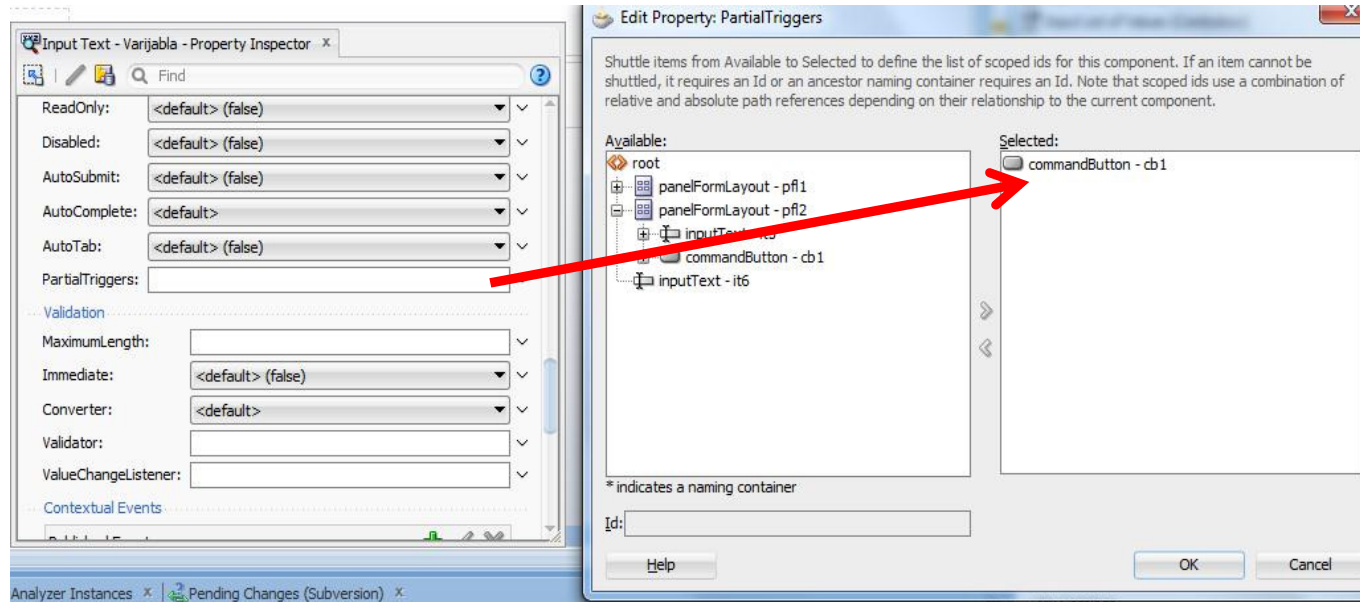 Input Text - Varijabla - Property Inspector x
Find
ReadOnly: <default> (false)
Disabled: <default> (false)
AutoSubmit: <default> (false)
AutoComplete: <default>
AutoTab: <default> (false)
PartialTriggers:
Validation
MaximumLength:
Immediate: <default> (false)
Converter: <default>
Validator:
ValueChangeListener:
Contextual Events
Analyzer Instances x Pending Changes (Subversion) x
Edit Property: PartialTriggers
Shuttle items from Available to Selected to define the list of scoped ids for this component. If an item cannot be
shuttled, it requires an Id or an ancestor naming container requires an Id. Note that scoped ids use a combination of
relative and absolute path references depending on their relationship to the current component.
Available:
root
panelFormLayout - pfl1
panelFormLayout - pfl2
inputText
commandButton - cb1
inputText - it6
* indicates a naming container
Id:
Selected:
commandButton - cb1
Help
OK
Cancel